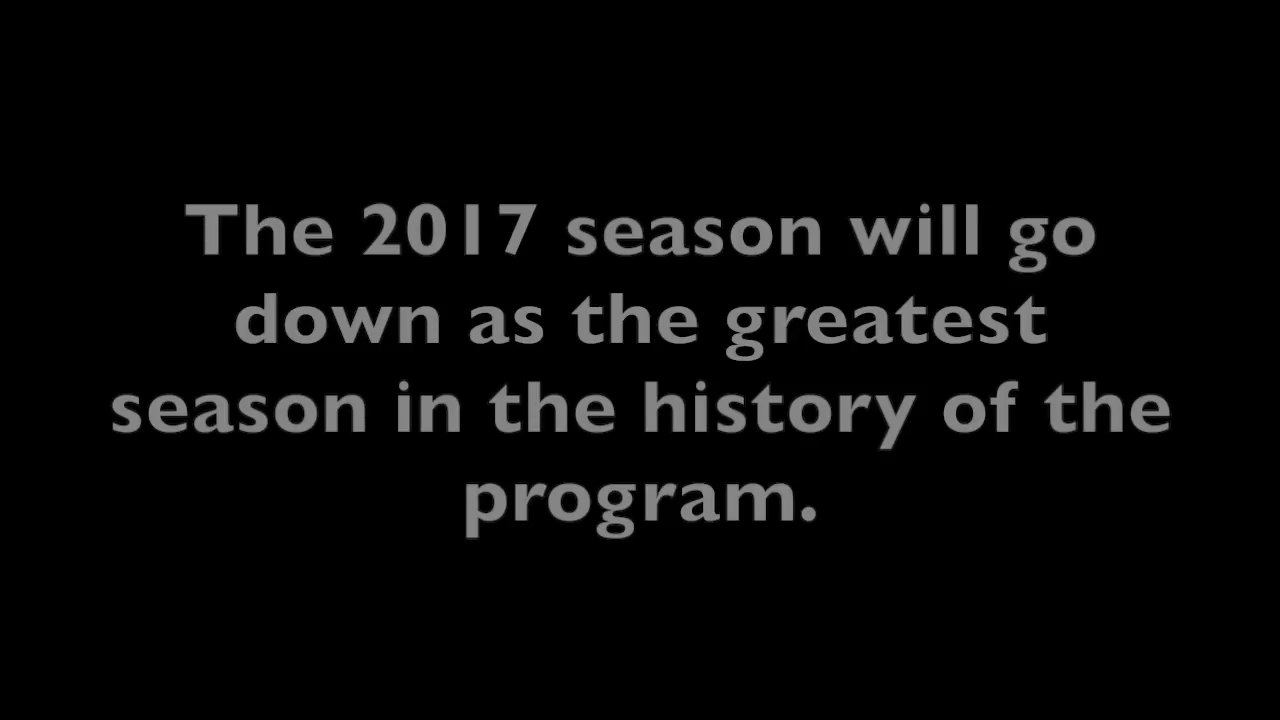 The 2017 season will go
down as the greatest
season in the history of the
program.